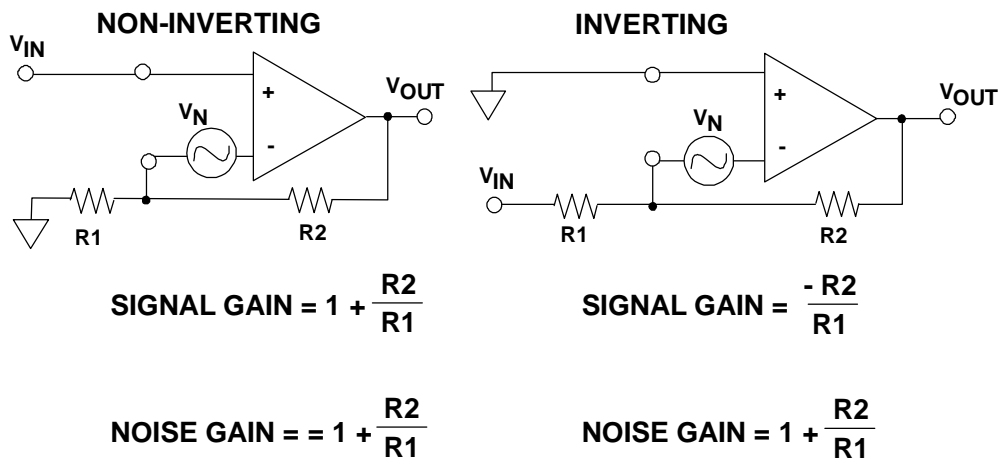 NON-INVERTING
VIN
VOUT
+
VN
-
R1
R2
SIGNAL GAIN = 1 + R2
R1
NOISE GAIN = = 1 + R2
R1
INVERTING
VOUT
+
VN
-
VIN
R1
R2
SIGNAL GAIN = - R2
R1
NOISE GAIN = 1 + R2
R1